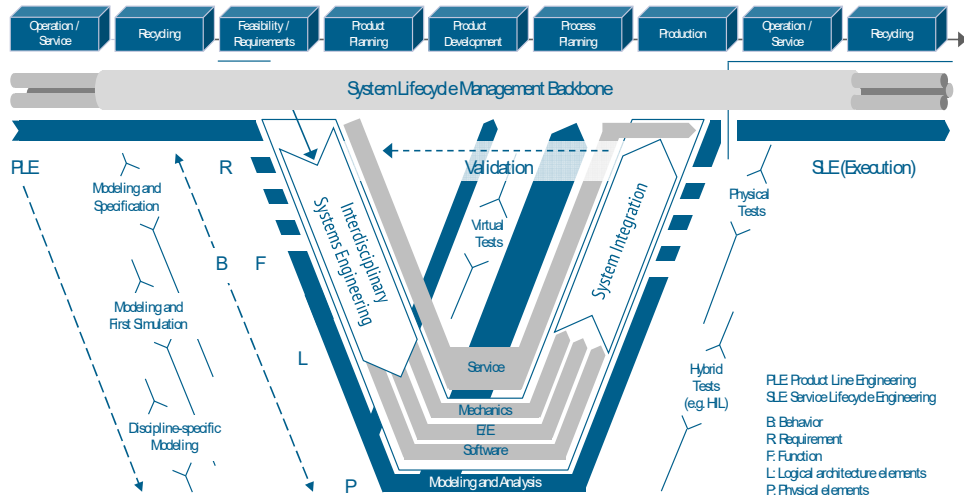 Operation /
Service
Recycling
Feasibility /
Requirements
Product
Planning
Product
Development
Process
Planning
Production
Operation /
Service
Recycling
System Lifecycle Management Backbone
PLE
R
Validation
SLE (Execution)
Modeling and
Specification
Interdisciplinary
Systems Engineering
Virtual
Tests
System Integration
Physical
Tests
B
F
Modeling and
First Simulation
L
Service
Hybrid
Tests
(e.g. HIL)
Mechanics
E/E
Software
Discipline-specific
Modeling
P
Modeling and Analysis
PLE: Product Line Engineering
SLE: Service Lifecycle Engineering
B: Behavior
R: Requirement
F: Function
L: Logical architecture elements
P: Physical elements